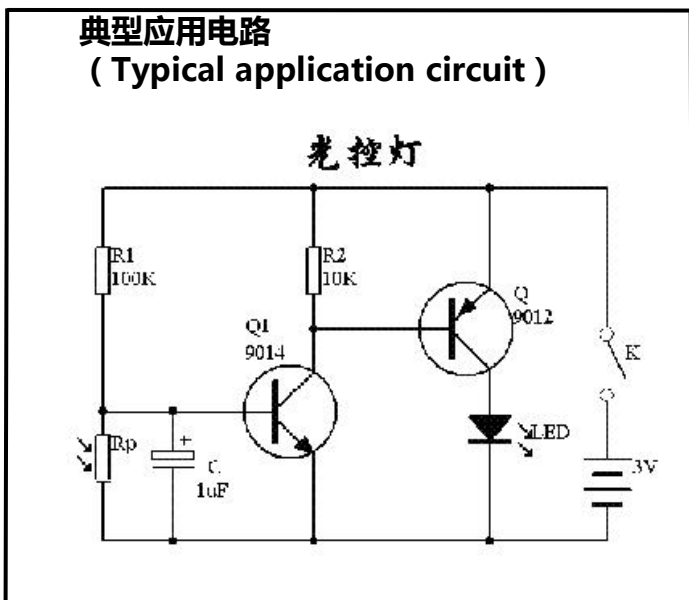 典型应用电路
（Typical application circuit）
光控灯
R1
100K
R2
10K
Q1
9014
Q
9012
K
Rp
+
C
1uF
LED
3V